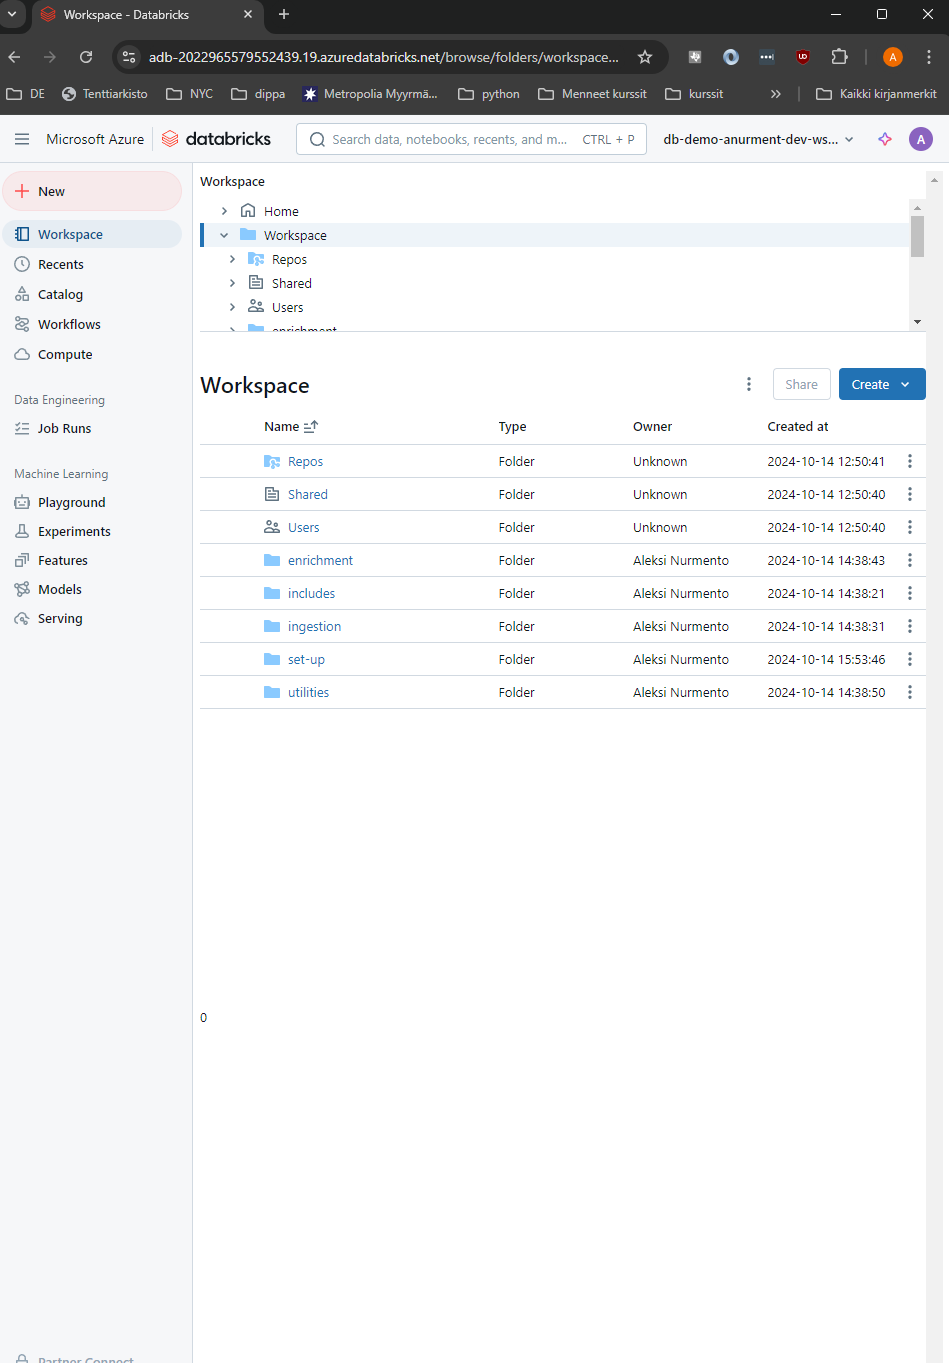 Workspace - Databricks
adb-2022965579552439.19.azuredatabricks.net/browse/folders/workspace...
A
DE
Tenttiarkisto
NYC
dippa
Metropolia Myyrmä...
python
Menneet kurssit
kurssit
Kaikki kirjanmerkit
Microsoft Azure
databricks
Search data, notebooks, recents, and m... CTRL + P
db-demo-anurment-dev-ws...
A
New
Workspace
Recents
Catalog
Workflows
Compute
Data Engineering
Job Runs
Machine Learning
Playground
Experiments
Features
Models
Serving
Partner Connect
Workspace
Home
Workspace
Repos
Shared
Users
enrichment
Workspace
Share
Create
Name Type Owner Created at
Repos Folder Unknown 2024-10-14 12:50:41
Shared Folder Unknown 2024-10-14 12:50:40
Users Folder Unknown 2024-10-14 12:50:40
enrichment Folder Aleksi Nurmento 2024-10-14 14:38:43
includes Folder Aleksi Nurmento 2024-10-14 14:38:21
ingestion Folder Aleksi Nurmento 2024-10-14 14:38:31
set-up Folder Aleksi Nurmento 2024-10-14 15:53:46
utilities Folder Aleksi Nurmento 2024-10-14 14:38:50
0